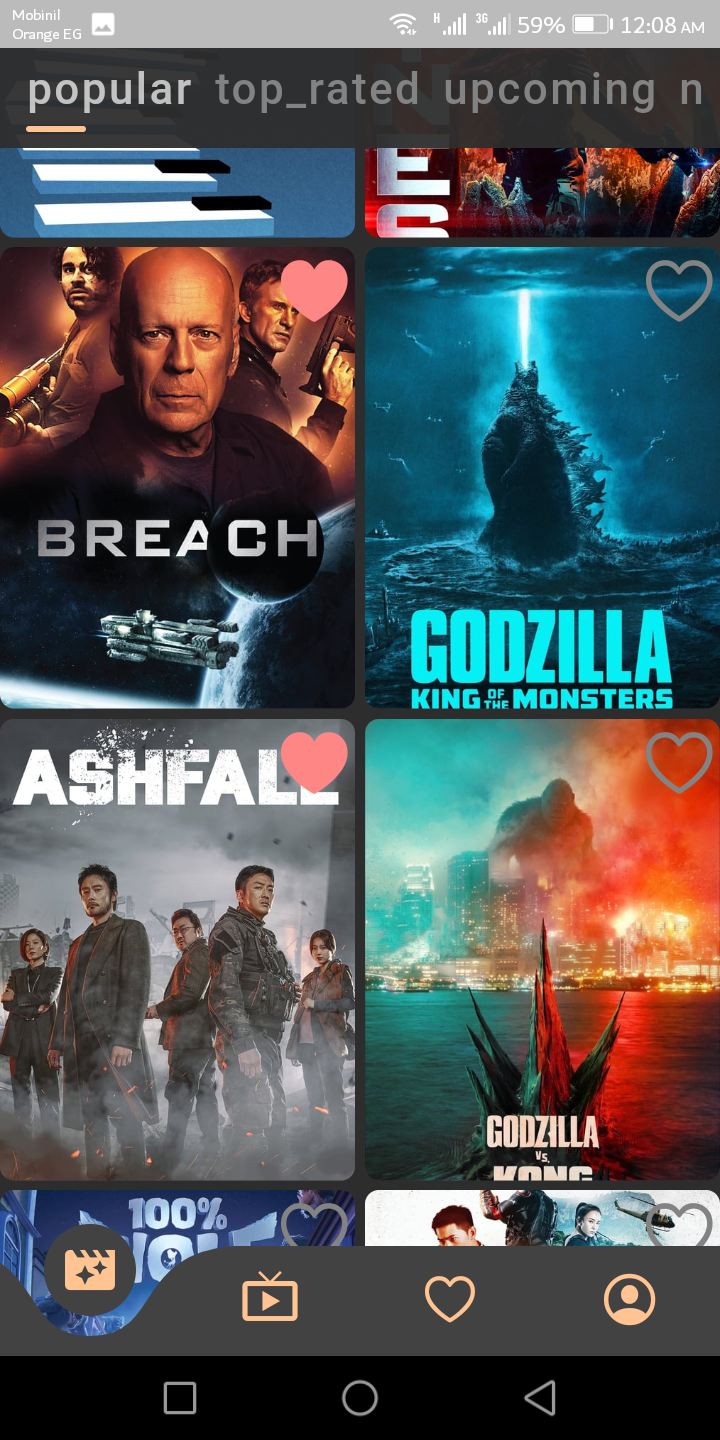 Mobinil
Orange EG
H
3G
59%
12:08 AM
popular top_rated upcoming n
BREACH
GODZILLA
KING OF THE MONSTERS
ASHFALL
GODZILLA
VS.
KONG
100%